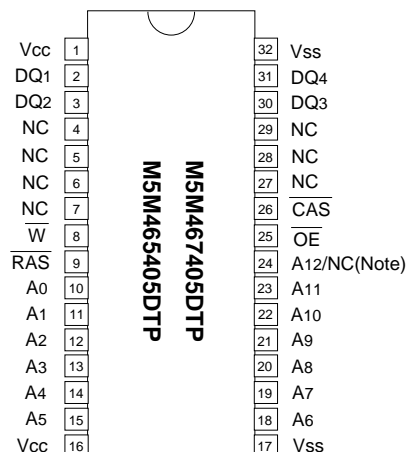 Vcc 1 32 Vss
DQ1 2 31 DQ4
DQ2 3 30 DQ3
NC 4 29 NC
NC 5 28 NC
NC 6 27 NC
NC 7 26 CAS
W 8 25 OE
RAS 9 24 A12/NC(Note)
A0 10 23 A11
A1 11 22 A10
A2 12 21 A9
A3 13 20 A8
A4 14 19 A7
A5 15 18 A6
Vcc 16 17 Vss
M5M467405DTP
M5M465405DTP